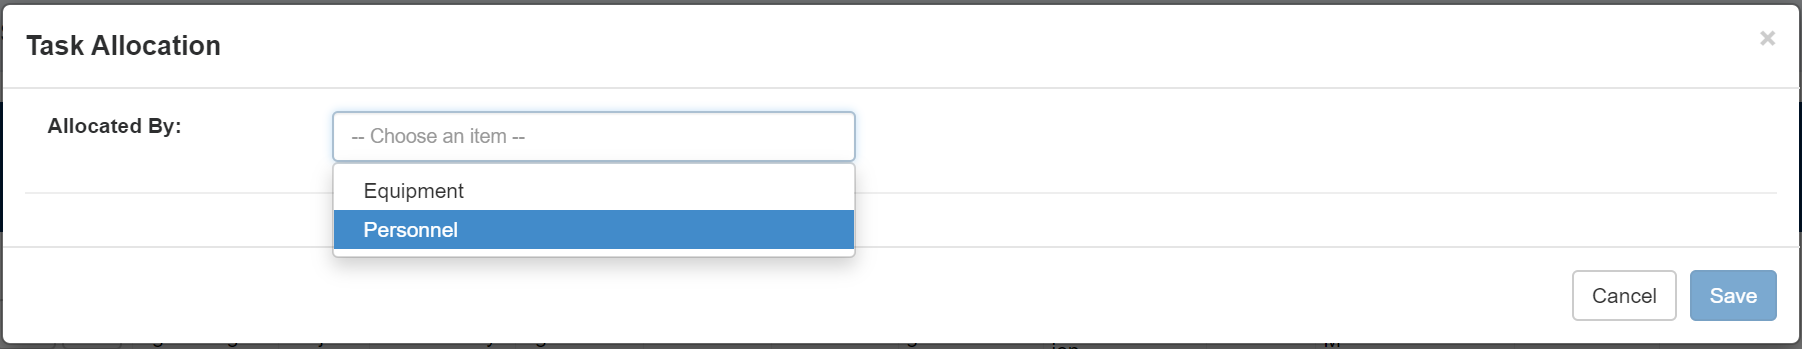 Task Allocation
×
Allocated By:
-- Choose an item --
Equipment
Personnel
Cancel
Save